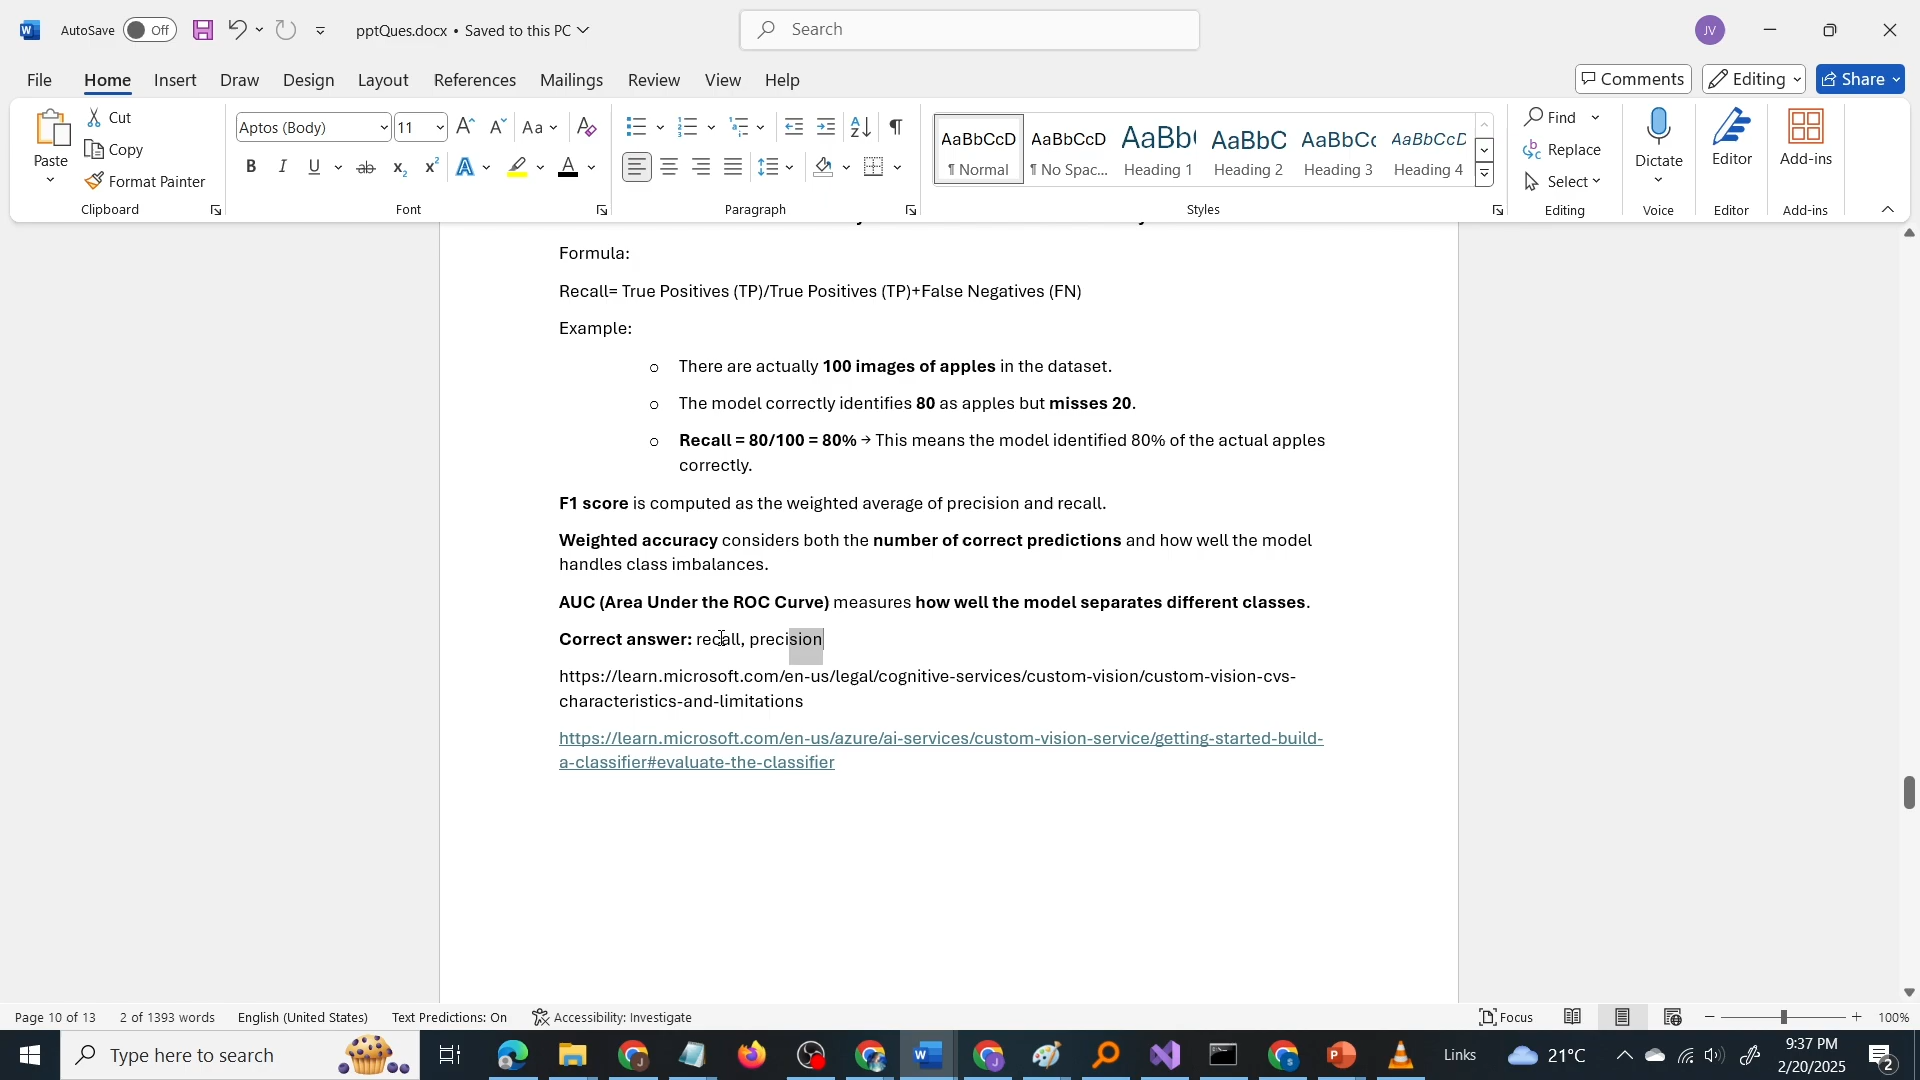 AutoSave Off pptQues.docx • Saved to this PC Search JV
File Home Insert Draw Design Layout References Mailings Review View Help Comments Editing Share
Paste Cut Copy Format Painter Clipboard
Aptos (Body) 11 Font
Paragraph
AaBbCcD ¶ Normal AaBbCcD ¶ No Spac... AaBb( Heading 1 AaBbC Heading 2 AaBbCc Heading 3 AaBbCcD Heading 4 Styles
Find Replace Select Editing
Dictate Voice Editor Editor Add-ins Add-ins
Formula:
Recall= True Positives (TP)/True Positives (TP)+False Negatives (FN)
Example:
o There are actually 100 images of apples in the dataset.
o The model correctly identifies 80 as apples but misses 20.
o Recall = 80/100 = 80% → This means the model identified 80% of the actual apples
correctly.
F1 score is computed as the weighted average of precision and recall.
Weighted accuracy considers both the number of correct predictions and how well the model
handles class imbalances.
AUC (Area Under the ROC Curve) measures how well the model separates different classes.
Correct answer: recall, precision
https://learn.microsoft.com/en-us/legal/cognitive-services/custom-vision/custom-vision-cvs-
characteristics-and-limitations
https://learn.microsoft.com/en-us/azure/ai-services/custom-vision-service/getting-started-build-
a-classifier#evaluate-the-classifier
Page 10 of 13 2 of 1393 words English (United States) Text Predictions: On Accessibility: Investigate Focus 100%
Type here to search Links 21°C 9:37 PM
2/20/2025 2